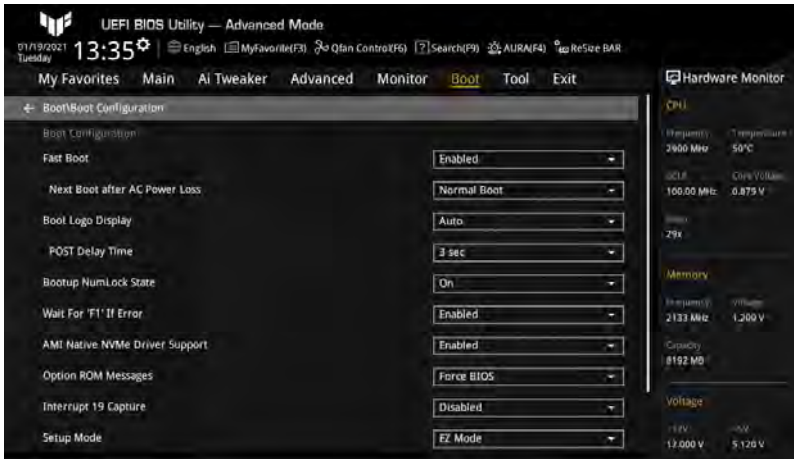 UEFI BIOS Utility — Advanced Mode
01/19/2021
Tuesday
13:35
English
MyFavorite(F3)
Qfan Control(F6)
Search(F9)
AURA(F4)
ReSize BAR
My Favorites Main Ai Tweaker Advanced Monitor Boot Tool Exit
Hardware Monitor
Boot\Boot Configuration
Boot Configuration
Fast Boot Enabled
Next Boot after AC Power Loss Normal Boot
Boot Logo Display Auto
POST Delay Time 3 sec
Bootup NumLock State On
Wait For 'F1' If Error Enabled
AMI Native NVMe Driver Support Enabled
Option ROM Messages Force BIOS
Interrupt 19 Capture Disabled
Setup Mode EZ Mode
CPU
Frequency Temperature
2900 MHz 50°C
BCLK Core Voltage
100.00 MHz 0.875 V
Ratio
29x
Memory
Frequency Voltage
2133 MHz 1.200 V
Capacity
8192 MB
Voltage
+12V +5V
12.000 V 5.120 V